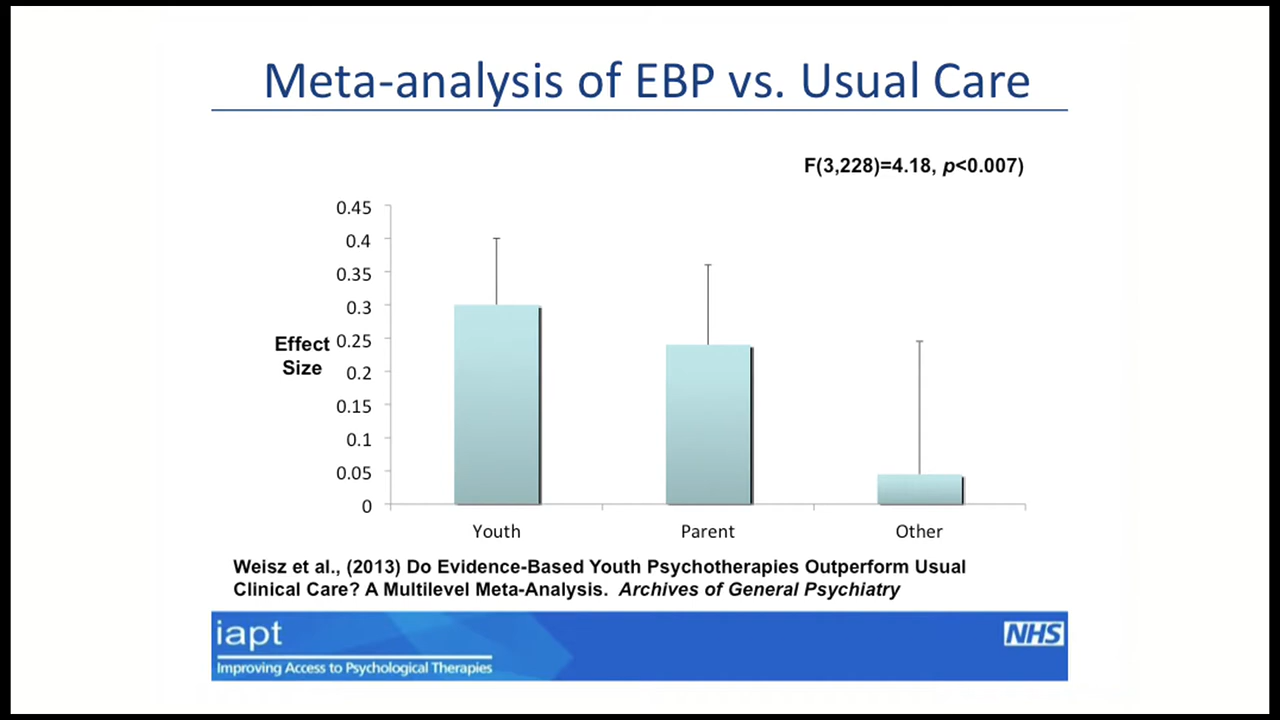 Meta-analysis of EBP vs. Usual Care
F(3,228)=4.18, p<0.007)
0.45
0.4
0.35
0.3
Effect
Size
0.25
0.2
0.15
0.1
0.05
0
Youth
Parent
Other
Weisz et al., (2013) Do Evidence-Based Youth Psychotherapies Outperform Usual
Clinical Care? A Multilevel Meta-Analysis. Archives of General Psychiatry
iapt
NHS
Improving Access to Psychological Therapies